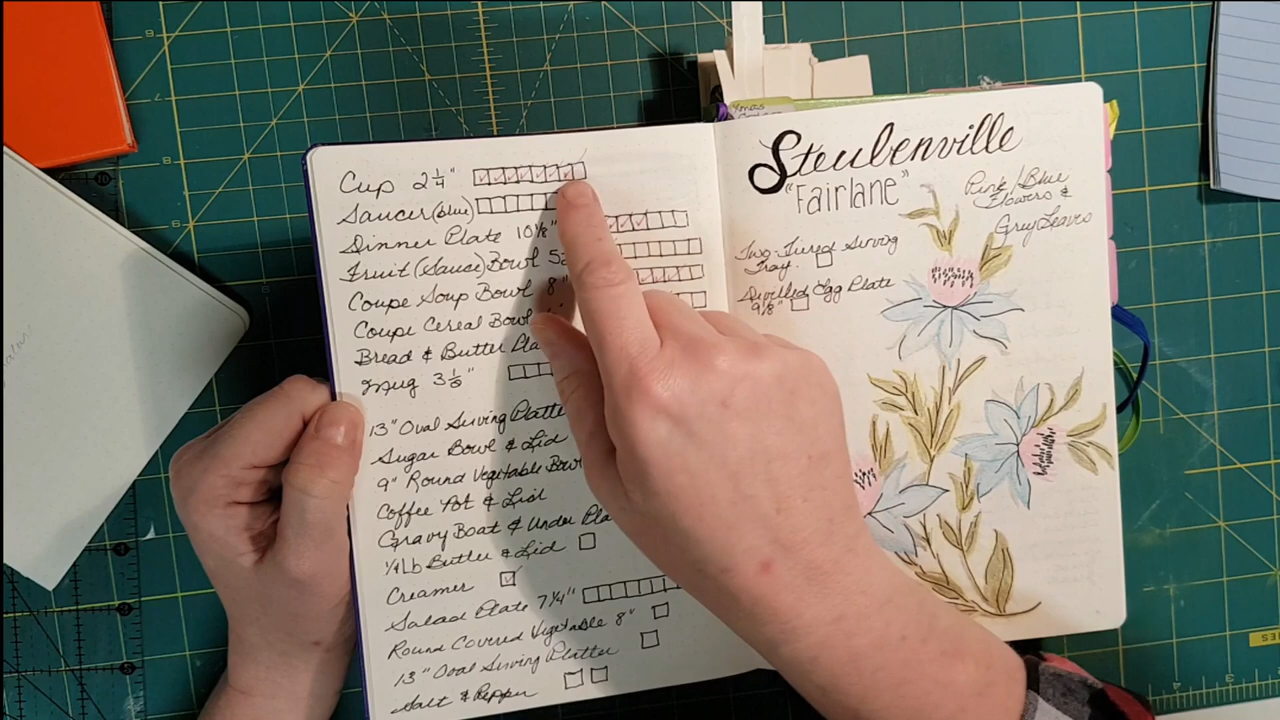 Cup 2 1/4"
Saucer (blue)
Dinner Plate 10 1/8"
Fruit (Sauce) Bowl
Coupe Soup Bowl 8"
Coupe Cereal Bowl
Bread & Butter
Mug 3 1/8"
13" Oval Serving Platter
Sugar Bowl & Lid
9" Round Vegetable Bowl
Coffee Pot & Lid
Gravy Boat & Under
1/4 Lb Butter & Lid
Creamer
Salad Plate 7 1/4"
Round Covered Vegetable 8"
13" Oval Serving Platter
Salt & Pepper
Steubenville
"Fairlane"
Pink/Blue
Flowers &
Grey Leaves
Two-Tiered Serving
Tray
Devilled Egg Plate
9 1/8"